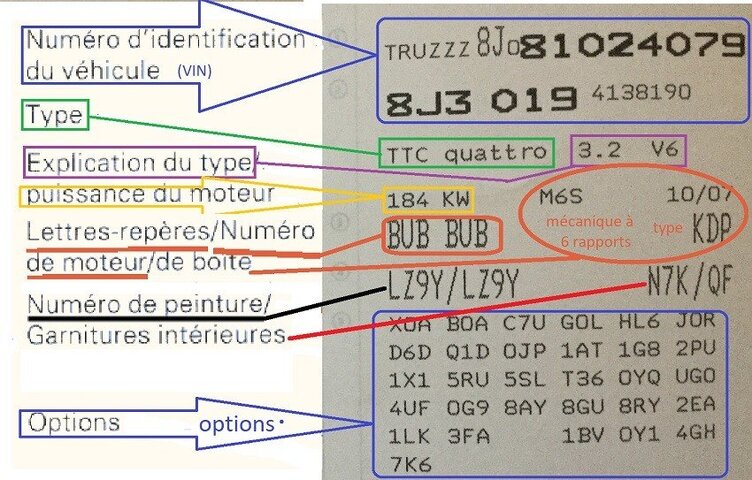 Numéro d'identification
du véhicule (VIN)
TRUZZZ 8J0 81024079
8J3 019 4138190
Type
TTC quattro 3.2 V6
Explication du type/
puissance du moteur
184 KW M6S 10/07
Lettres-repères/Numéro
de moteur/de boite
BUB BUB mécanique à 6 rapports type KDP
Numéro de peinture/
Garnitures intérieures
LZ9Y/LZ9Y N7K/QF
X0A B0A C7U G0L HL6 J0R
D6D Q1D 0JP 1AT 1G8 2PU
1X1 5RU 5SL T36 0YQ UG0
4UF 0G9 8AY 8GU 8RY 2EA
1LK 3FA 1BV 0Y1 4GH
7K6
Options options•